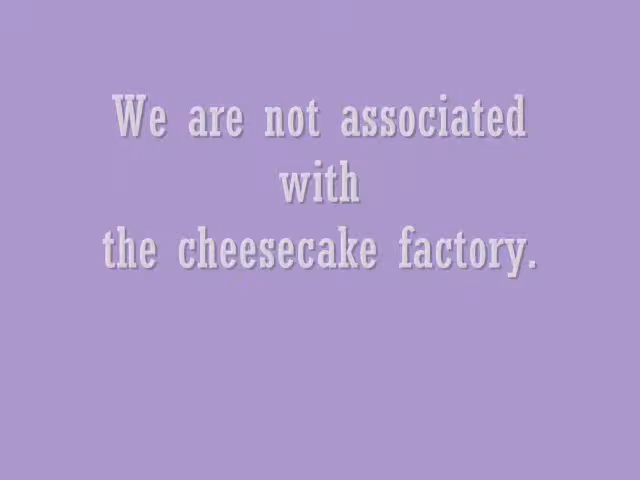 We are not associated
with
the cheesecake factory.